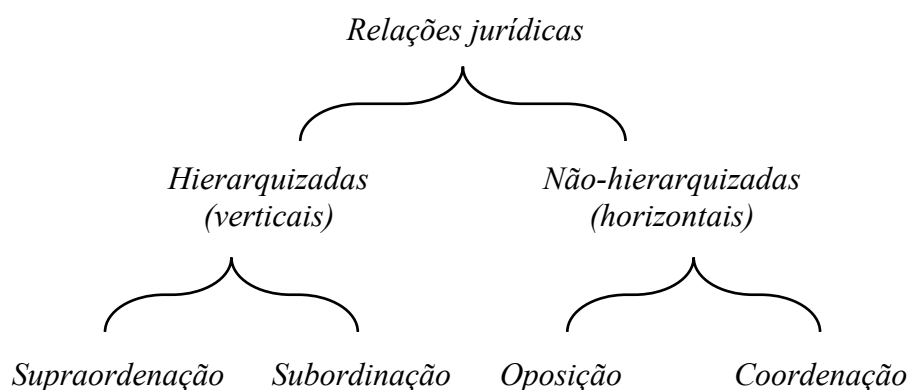 Relações jurídicas
Hierarquizadas
(verticais)
Não-hierarquizadas
(horizontais)
Supraordenação
Subordinação
Oposição
Coordenação